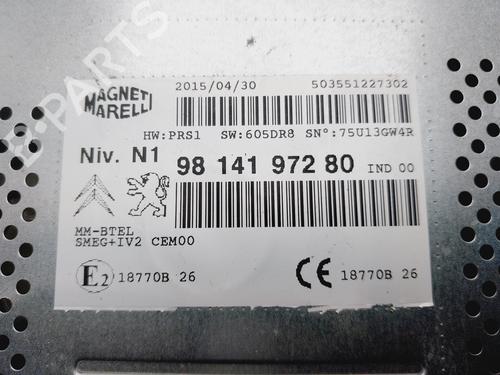 MAGNETI
MARELLI
2015/04/30 503551227302
HW:PRS1 SW:605DR8 SN°:75U13GW4R
Niv. N1 98 141 972 80 IND 00
MM-BTEL
SMEG+IV2 CEM00
E2 18770B 26 CE 18770B 26
B-PARTS